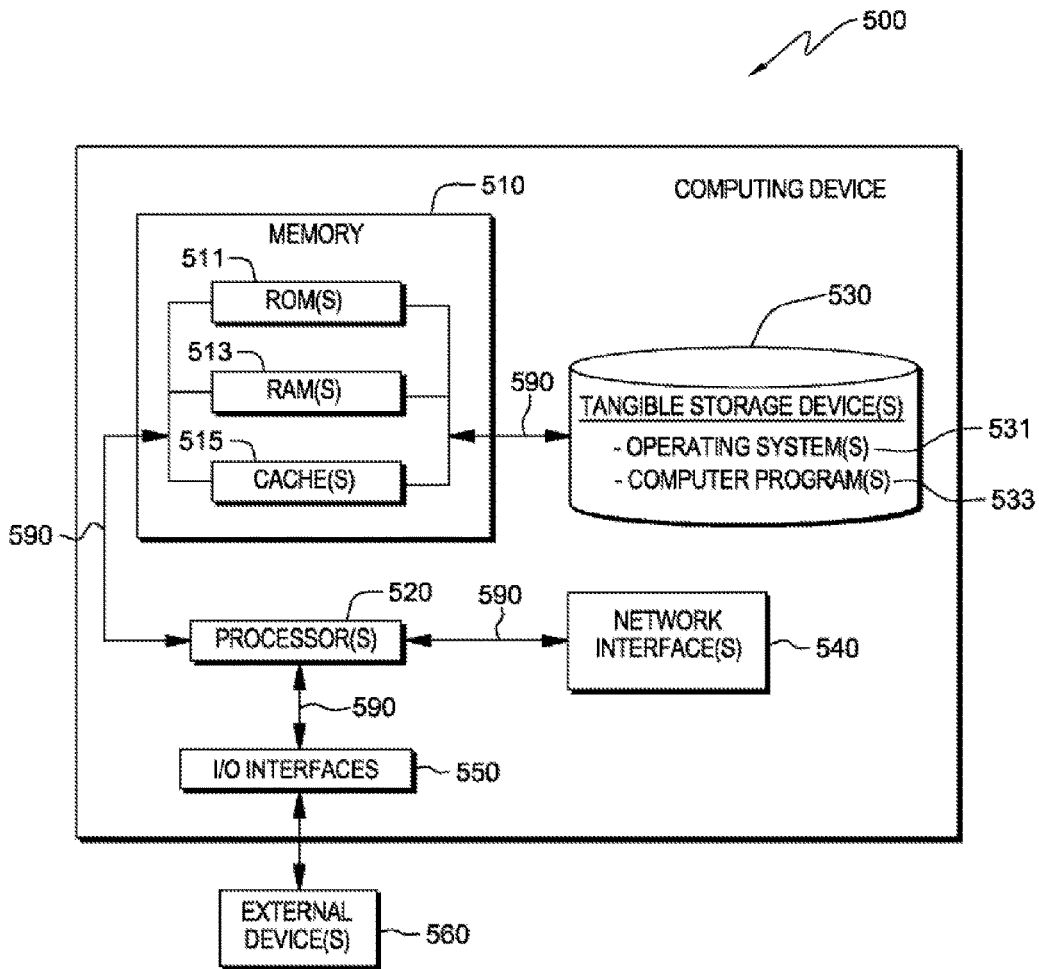 500
COMPUTING DEVICE
510
MEMORY
511
ROM(S)
513
RAM(S)
515
CACHE(S)
590
530
TANGIBLE STORAGE DEVICE(S)
- OPERATING SYSTEM(S)
531
- COMPUTER PROGRAM(S)
533
590
520
PROCESSOR(S)
590
NETWORK
INTERFACE(S)
540
590
I/O INTERFACES
550
EXTERNAL
DEVICE(S)
560